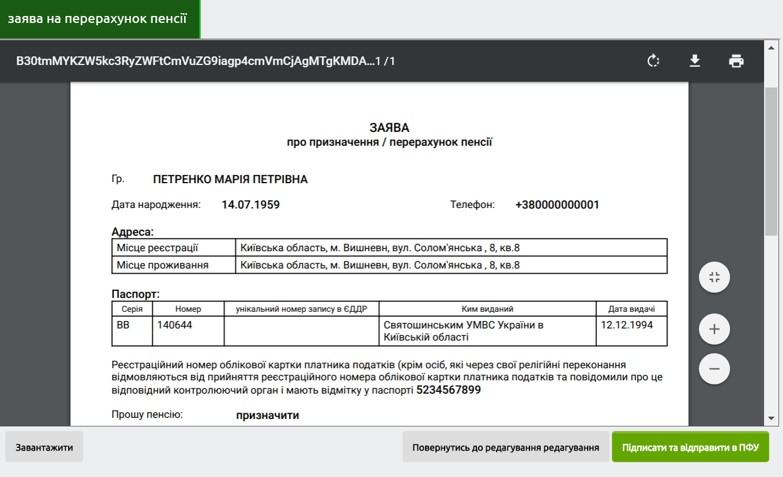 заява на перерахунок пенсії
B30tmMYKZW5kc3RyZWFtCmVuZG9iagp4cmVmCjAgMTgKMDA...1 / 1
ЗАЯВА
про призначення / перерахунок пенсії
Гр. ПЕТРЕНКО МАРІЯ ПЕТРІВНА
Дата народження: 14.07.1959 Телефон: +380000000001
Адреса:
Місце реєстрації Київська область, м. Вишневн, вул. Солом'янська , 8, кв.8
Місце проживання Київська область, м. Вишневн, вул. Солом'янська , 8, кв.8
Паспорт:
Серія Номер унікальний номер запису в ЄДДР Ким виданий Дата видачі
ВВ 140644 Святошинським УМВС України в 12.12.1994
Київській області
Реєстраційний номер облікової картки платника податків (крім осіб, які через свої релігійні переконання
відмовляються від прийняття реєстраційного номера облікової картки платника податків та повідомили про це
відповідний контролюючий орган і мають відмітку у паспорті 5234567899
Прошу пенсію: призначити
Завантажити Повернутись до редагування редагування Підписати та відправити в ПФУ